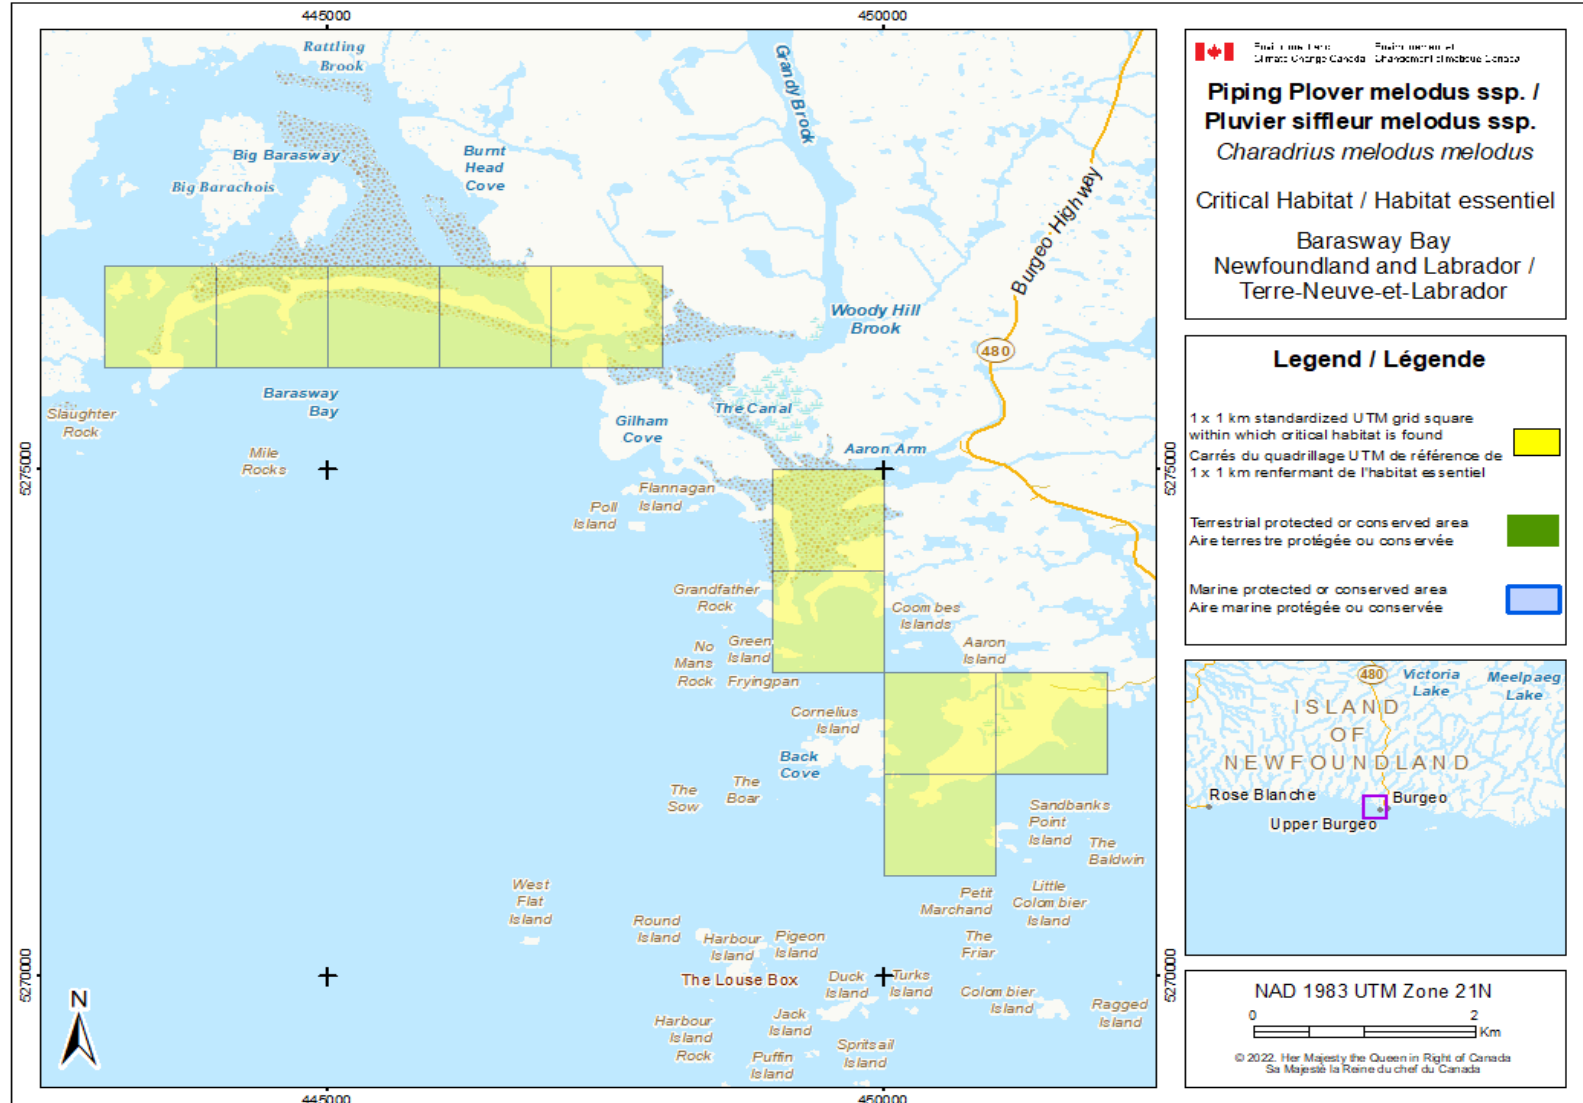 445000
450000
Rattling
Brook
Grandy Brook
Big Barasway
Burnt
Head
Cove
Big Barachois
Burgeo Highway
Woody Hill
Brook
480
Barasway
Bay
Slaughter
Rock
Gilham
Cove
The Canal
Aaron Arm
Mile
Rocks
5275000
5275000
Flannagan
Island
Poll
Island
Grandfather
Rock
Coombes
Islands
No
Mans
Rock
Green
Island
Fryingpan
Aaron
Island
Cornelius
Island
Back
Cove
The
Sow
The
Boar
Sandbanks
Point
Island
The
Baldwin
West
Flat
Island
Petit
Marchand
Little
Colombier
Island
Round
Island
Harbour
Island
Pigeon
Island
The
Friar
5270000
5270000
The Louse Box
Duck
Island
Turks
Island
Colombier
Island
Ragged
Island
N
Harbour
Island
Rock
Jack
Island
Puffin
Island
Spritsail
Island
445000
450000
Climate Change Canada
Changement climatique Canada
Piping Plover melodus ssp. /
Pluvier siffleur melodus ssp.
Charadrius melodus melodus
Critical Habitat / Habitat essentiel
Barasway Bay
Newfoundland and Labrador /
Terre-Neuve-et-Labrador
Legend / Légende
1 x 1 km standardized UTM grid square
within which critical habitat is found
Carrés du quadrillage UTM de référence de
1 x 1 km renfermant de l'habitat essentiel
Terrestrial protected or conserved area
Aire terrestre protégée ou conservée
Marine protected or conserved area
Aire marine protégée ou conservée
480
Victoria
Lake
Meelpaeg
Lake
ISLAND
OF
NEWFOUNDLAND
Rose Blanche
Burgeo
Upper Burgeo
NAD 1983 UTM Zone 21N
0
2
Km
© 2022. Her Majesty the Queen in Right of Canada
Sa Majesté la Reine du chef du Canada